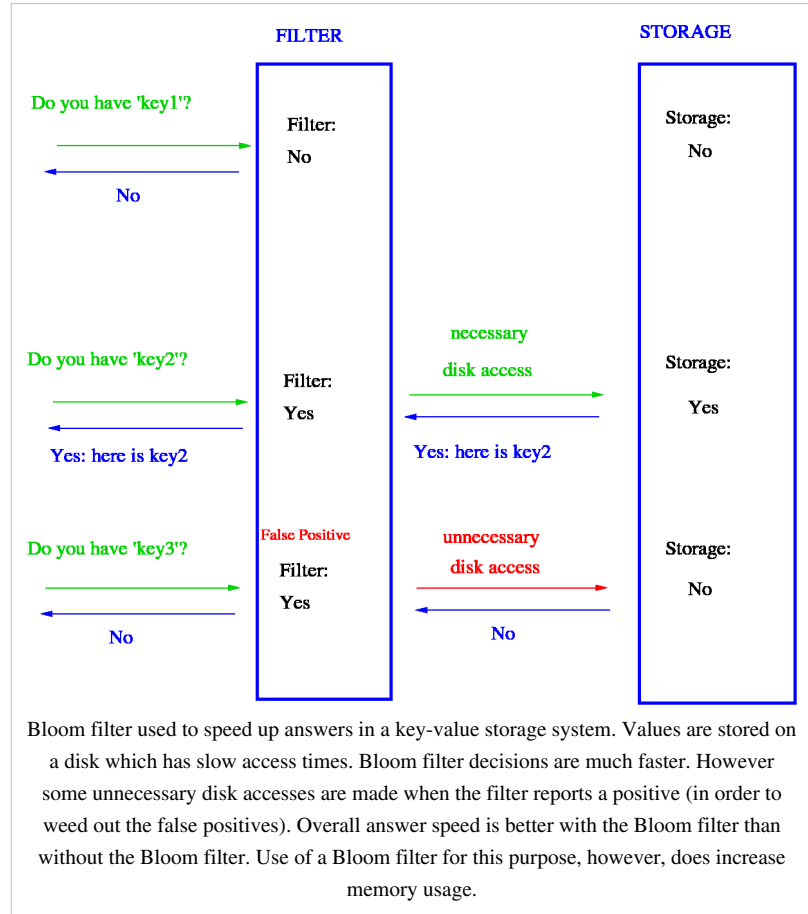 FILTER
STORAGE
Do you have 'key1'?
Filter:
No
Storage:
No
No
Do you have 'key2'?
Filter:
Yes
necessary
disk access
Storage:
Yes
Yes: here is key2
Yes: here is key2
Do you have 'key3'?
False Positive
Filter:
Yes
unnecessary
disk access
Storage:
No
No
No
Bloom filter used to speed up answers in a key-value storage system. Values are stored on
a disk which has slow access times. Bloom filter decisions are much faster. However
some unnecessary disk accesses are made when the filter reports a positive (in order to
weed out the false positives). Overall answer speed is better with the Bloom filter than
without the Bloom filter. Use of a Bloom filter for this purpose, however, does increase
memory usage.